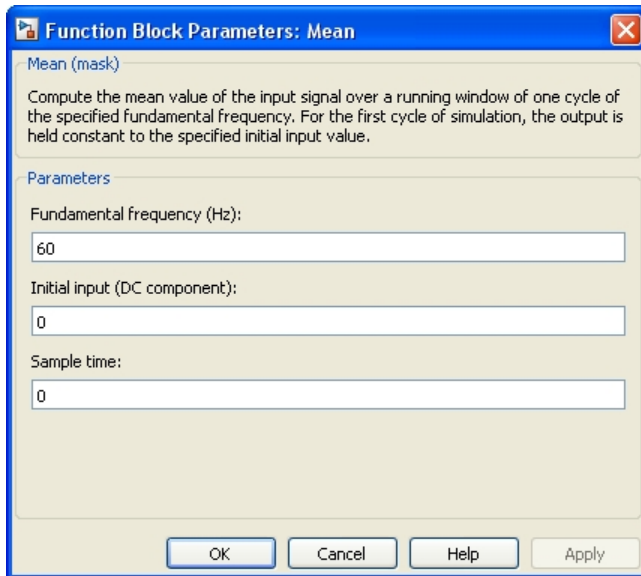 Function Block Parameters: Mean
Mean (mask)
Compute the mean value of the input signal over a running window of one cycle of
the specified fundamental frequency. For the first cycle of simulation, the output is
held constant to the specified initial input value.
Parameters
Fundamental frequency (Hz):
60
Initial input (DC component):
0
Sample time:
0
OK Cancel Help Apply